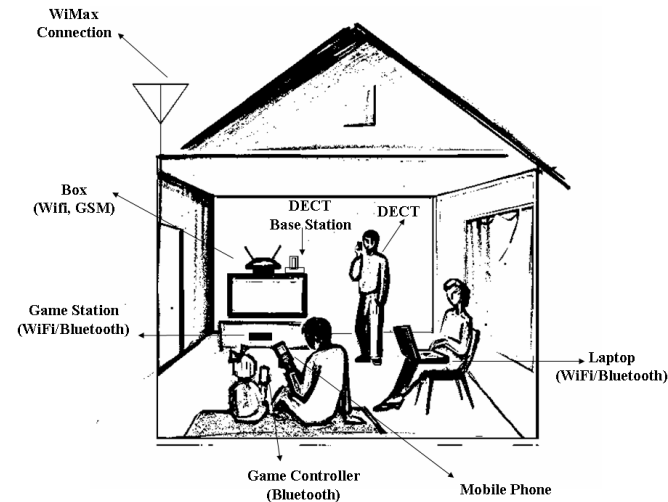 WiMax
Connection
Box
(Wifi, GSM)
DECT
Base Station
DECT
Game Station
(WiFi/Bluetooth)
Laptop
(WiFi/Bluetooth)
Game Controller
(Bluetooth)
Mobile Phone